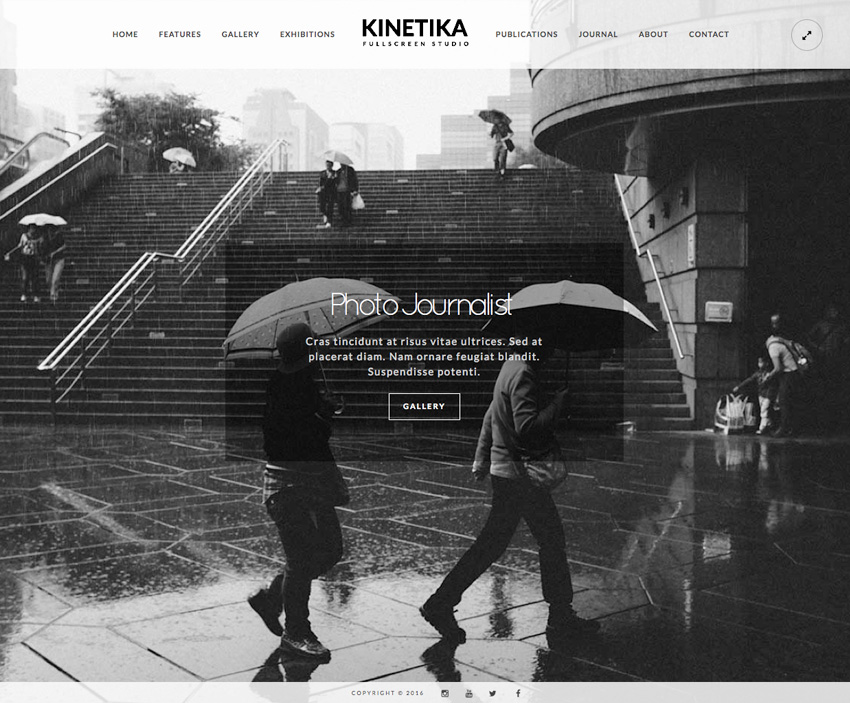 HOME FEATURES GALLERY EXHIBITIONS KINETIKA PUBLICATIONS JOURNAL ABOUT CONTACT
FULLSCREEN STUDIO
Photo Journalist
Cras tincidunt at risus vitae ultrices. Sed at
placerat diam. Nam ornare feugiat blandit.
Suspendisse potenti.
GALLERY
COPYRIGHT © 2016